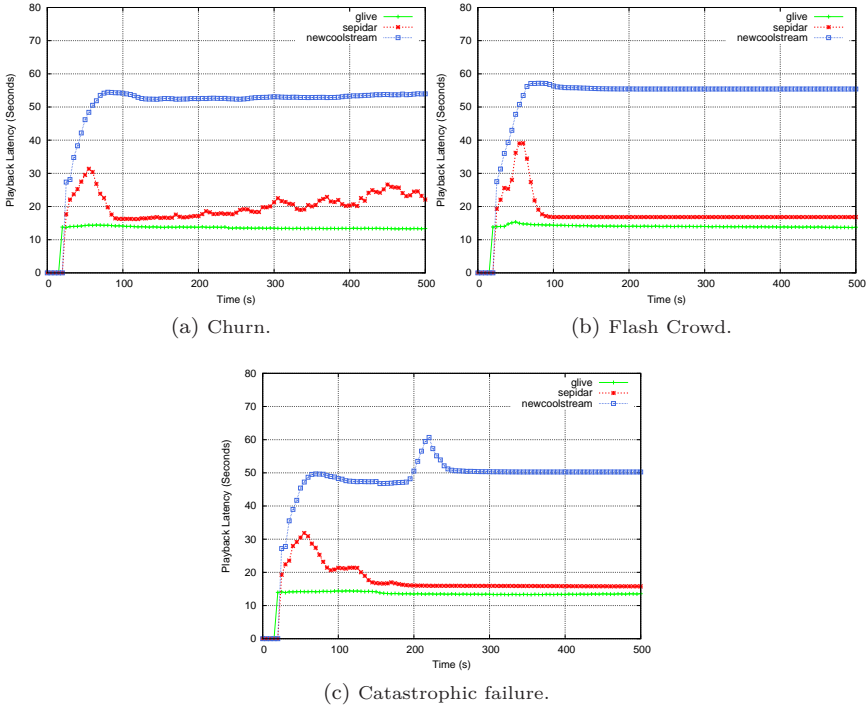 80
70
60
50
40
30
20
10
0
0 100 200 300 400 500
Playback Latency (Seconds)
Time (s)
glive
sepidar
newcoolstream
(a) Churn.
80
70
60
50
40
30
20
10
0
0 100 200 300 400 500
Playback Latency (Seconds)
Time (s)
glive
sepidar
newcoolstream
(b) Flash Crowd.
80
70
60
50
40
30
20
10
0
0 100 200 300 400 500
Playback Latency (Seconds)
Time (s)
glive
sepidar
newcoolstream
(c) Catastrophic failure.